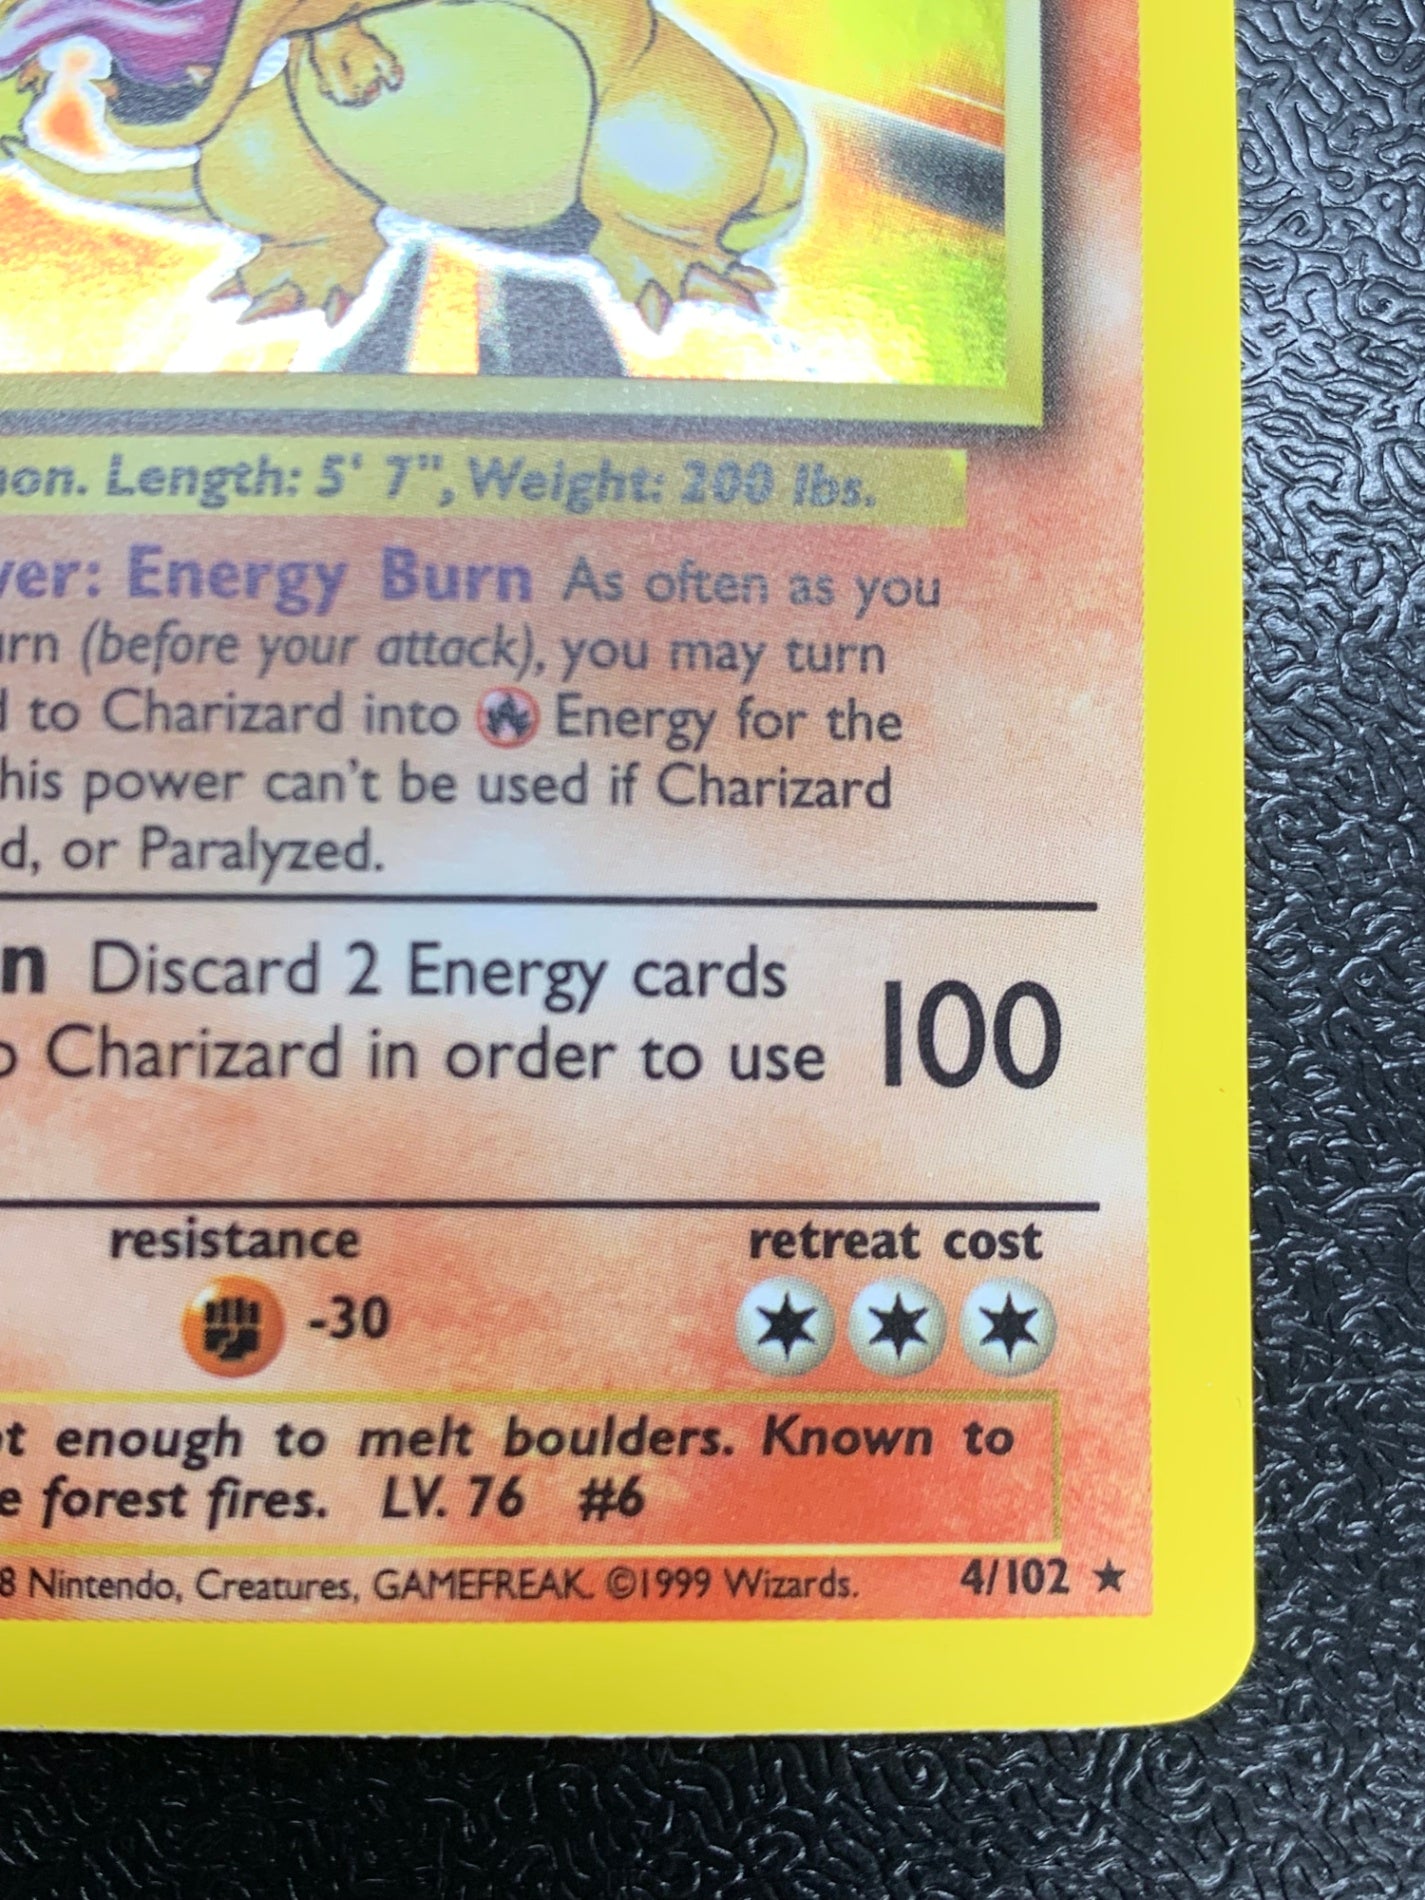 on. Length: 5' 7", Weight: 200 lbs.
er: Energy Burn As often as you
urn (before your attack), you may turn
to Charizard into Energy for the
his power can't be used if Charizard
d, or Paralyzed.
n Discard 2 Energy cards
o Charizard in order to use 100
resistance retreat cost
-30
t enough to melt boulders. Known to
e forest fires. LV. 76 #6
8 Nintendo, Creatures, GAMEFREAK. ©1999 Wizards. 4/102 ★